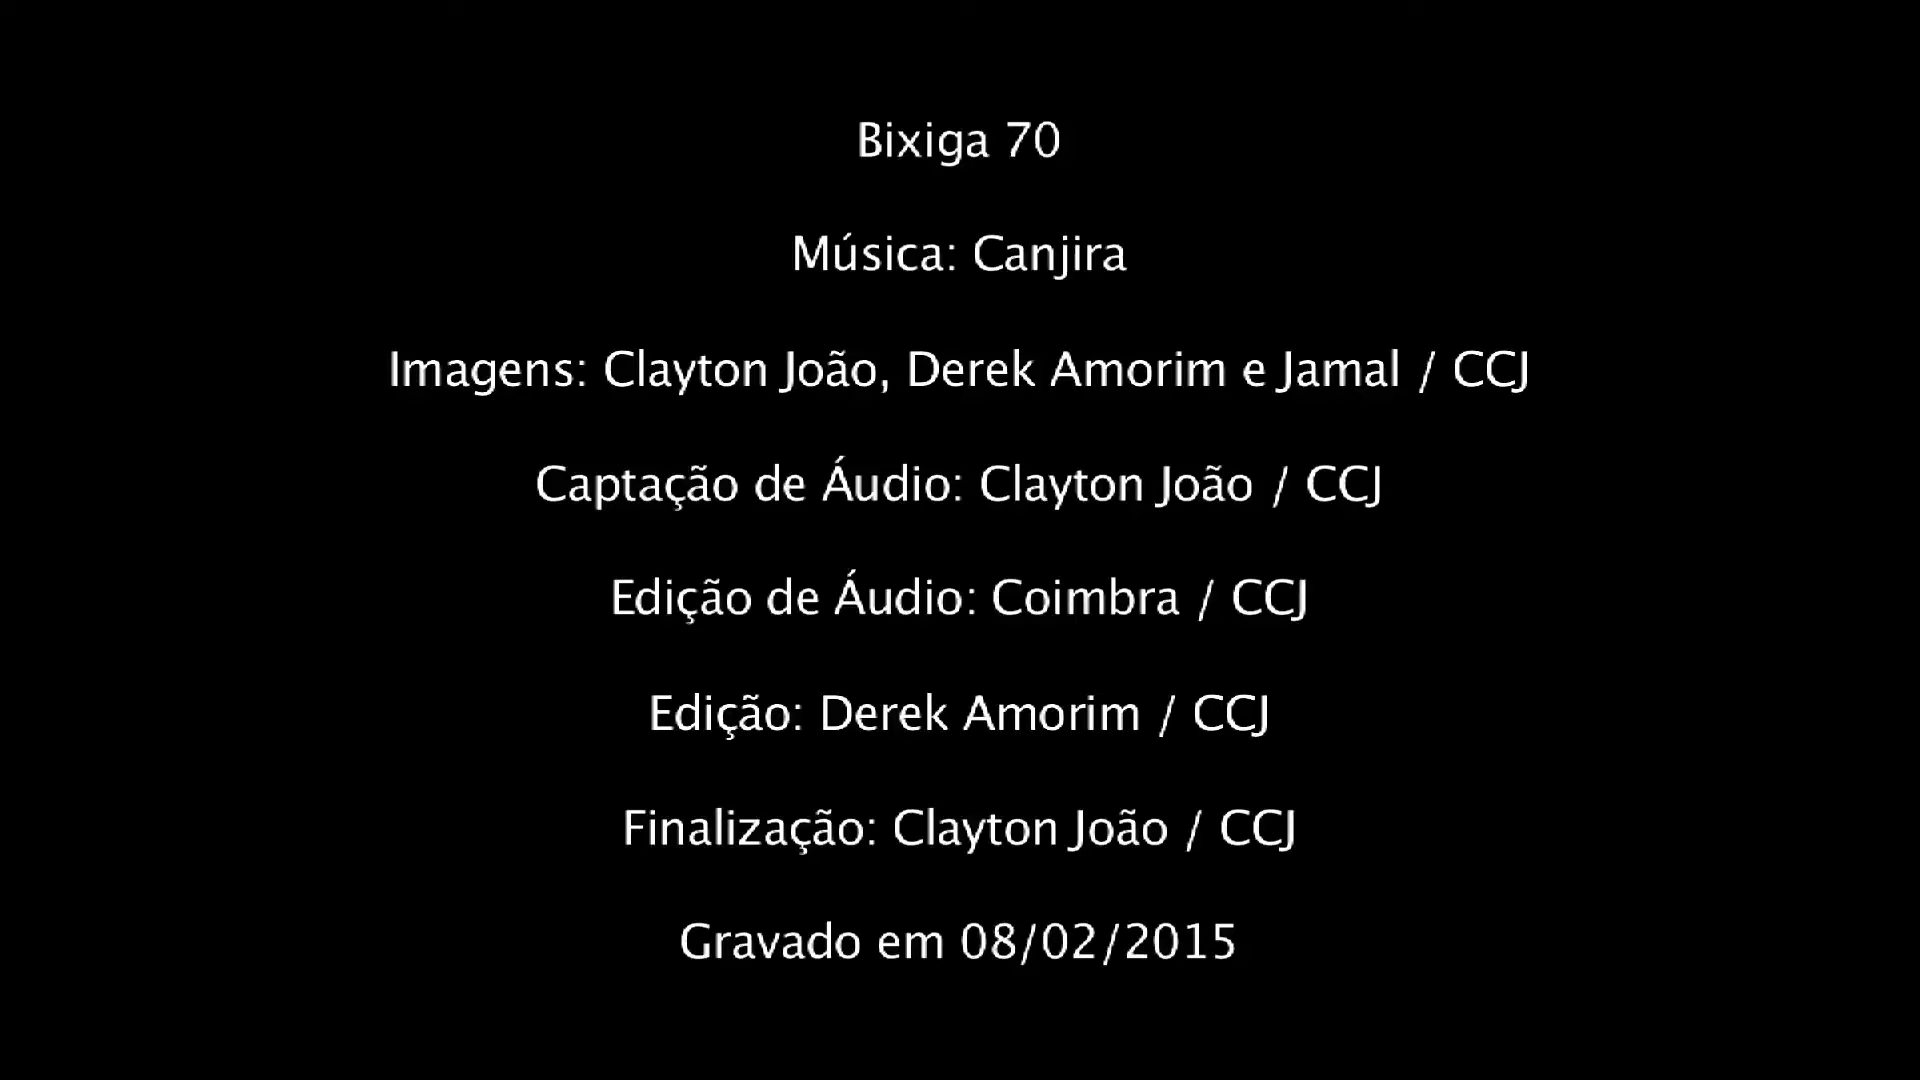 Bixiga 70
Música: Canjira
Imagens: Clayton João, Derek Amorim e Jamal / CCJ
Captação de Áudio: Clayton João / CCJ
Edição de Áudio: Coimbra / CCJ
Edição: Derek Amorim / CCJ
Finalização: Clayton João / CCJ
Gravado em 08/02/2015